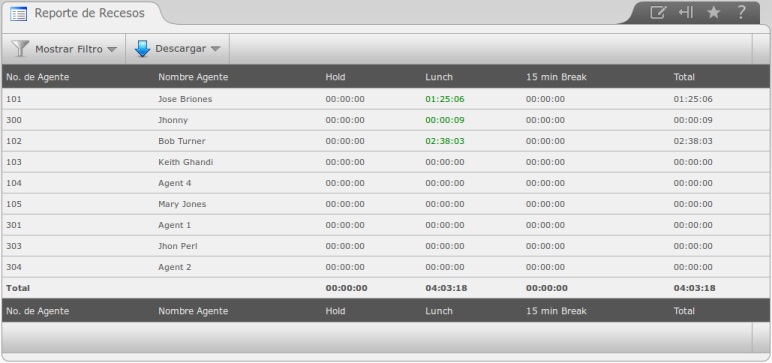 Reporte de Recesos ?
Mostrar Filtro Descargar
No. de Agente Nombre Agente Hold Lunch 15 min Break Total
101 Jose Briones 00:00:00 01:25:06 00:00:00 01:25:06
300 Jhonny 00:00:00 00:00:09 00:00:00 00:00:09
102 Bob Turner 00:00:00 02:38:03 00:00:00 02:38:03
103 Keith Ghandi 00:00:00 00:00:00 00:00:00 00:00:00
104 Agent 4 00:00:00 00:00:00 00:00:00 00:00:00
105 Mary Jones 00:00:00 00:00:00 00:00:00 00:00:00
301 Agent 1 00:00:00 00:00:00 00:00:00 00:00:00
303 Jhon Perl 00:00:00 00:00:00 00:00:00 00:00:00
304 Agent 2 00:00:00 00:00:00 00:00:00 00:00:00
Total 00:00:00 04:03:18 00:00:00 04:03:18
No. de Agente Nombre Agente Hold Lunch 15 min Break Total